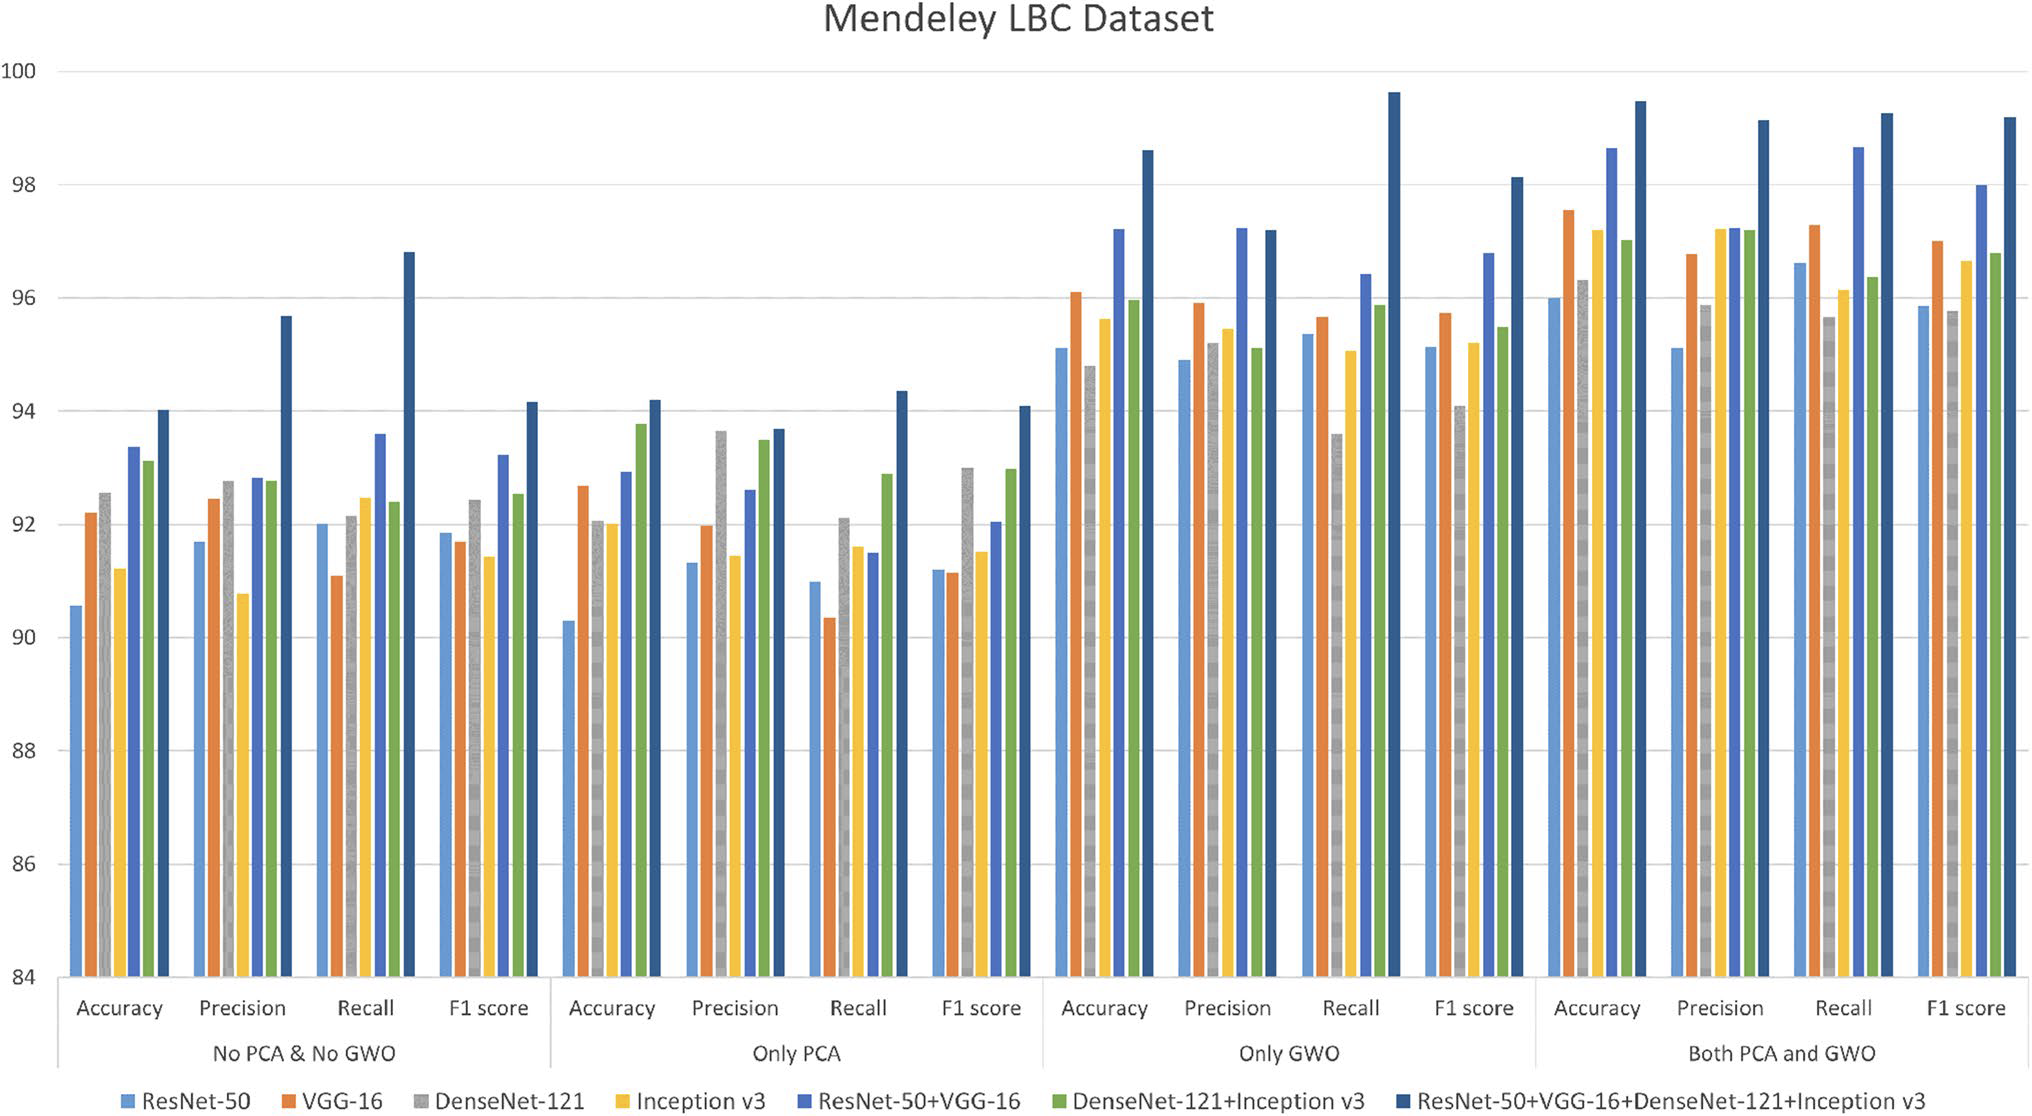 Mendeley LBC Dataset
100
98
96
94
92
90
88
86
84
Accuracy Precision Recall F1 score Accuracy Precision Recall F1 score Accuracy Precision Recall F1 score Accuracy Precision Recall F1 score
No PCA & No GWO Only PCA Only GWO Both PCA and GWO
ResNet-50 VGG-16 DenseNet-121 Inception v3 ResNet-50+VGG-16 DenseNet-121+Inception v3 ResNet-50+VGG-16+DenseNet-121+Inception v3